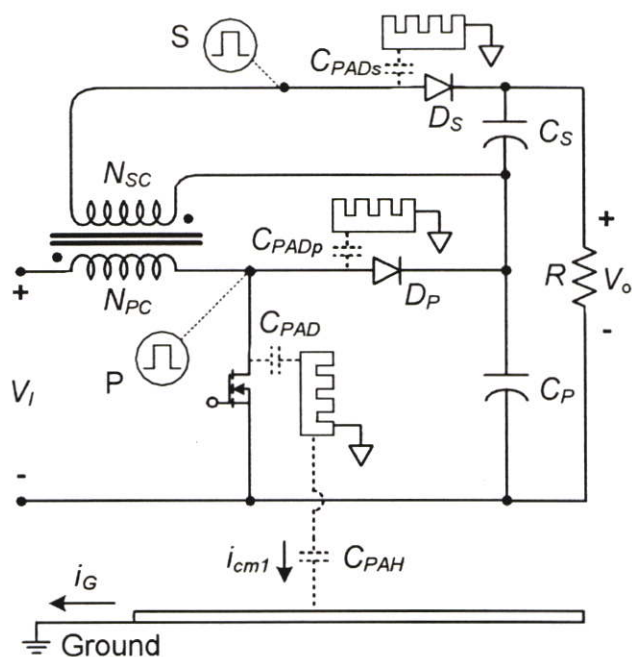 S
C_PADs
D_S
C_S
N_SC
C_PADp
+
N_PC
D_P
R
V_o
+
-
C_PAD
P
V_I
C_P
-
i_cm1
C_PAH
i_G
Ground